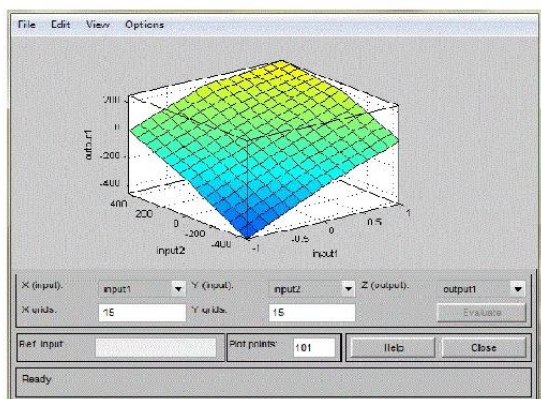 File Edit View Options
200
0
-200
-400
output1
400
200
0
-200
-400
input2
-1
-0.5
0
0.5
1
input1
X (input): input1 Y (input): input2 Z (output): output1
X grids: 15 Y grids: 15 Evaluate
Ref. Input: Plot points: 101 Help Close
Ready